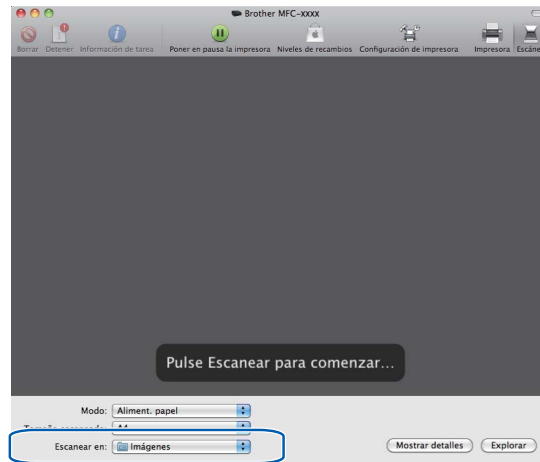 Brother MFC-XXXX
Borrar Detener Información de tarea Poner en pausa la impresora Niveles de recambios Configuración de impresora Impresora Escáne
Pulse Escanear para comenzar...
Modo: Aliment. papel
Escanear en: Imágenes
Mostrar detalles Explorar